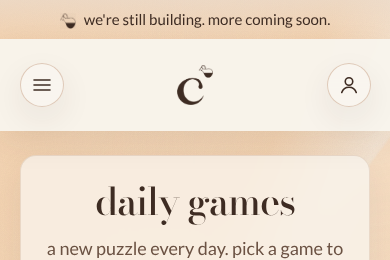 we're still building. more coming soon.
c
daily games
a new puzzle every day. pick a game to